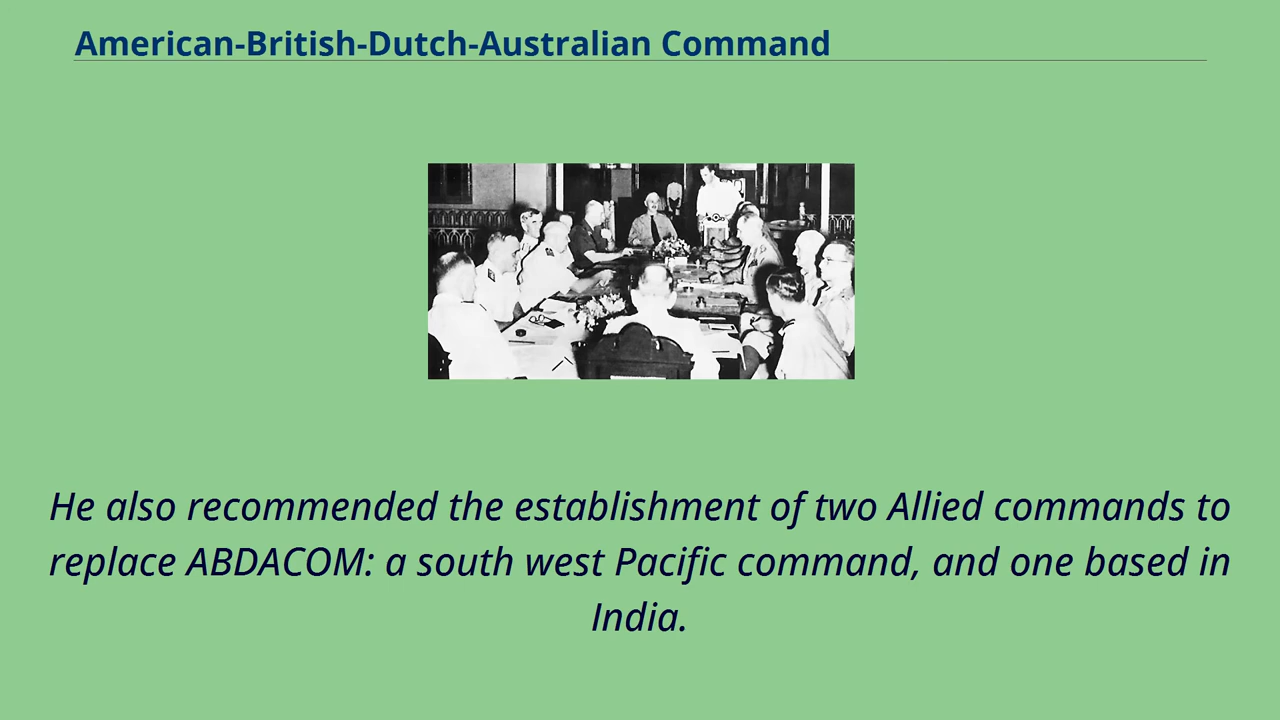 American-British-Dutch-Australian Command
He also recommended the establishment of two Allied commands to
replace ABDACOM: a south west Pacific command, and one based in
India.